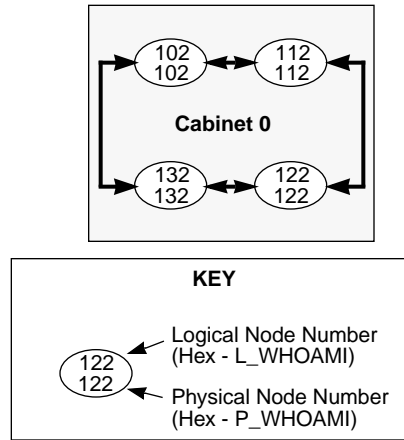 102
102
112
112
Cabinet 0
132
132
122
122
KEY
122
122
Logical Node Number
(Hex - L_WHOAMI)
Physical Node Number
(Hex - P_WHOAMI)